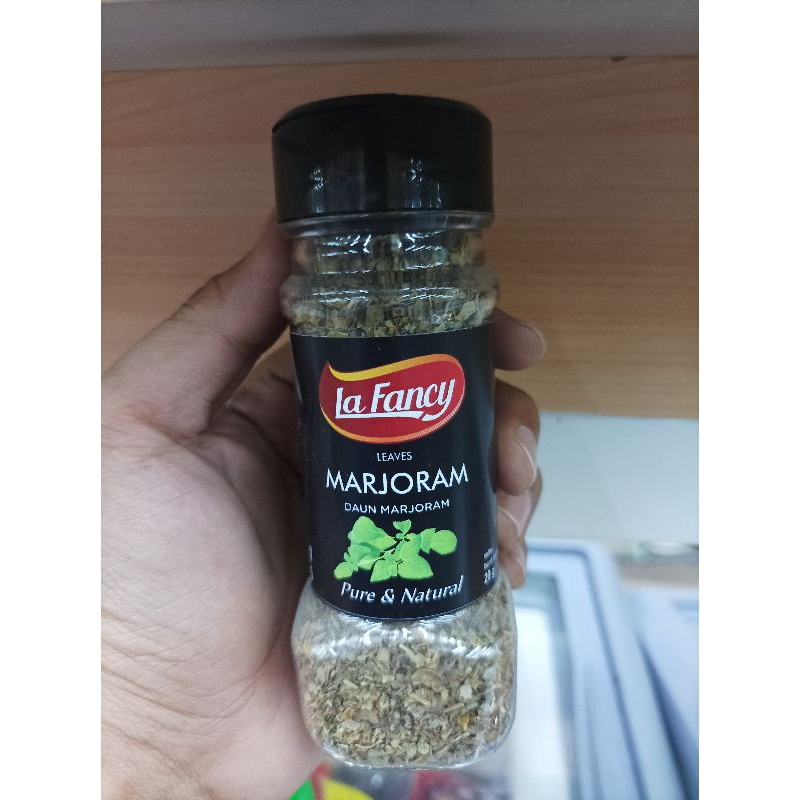 la Fancy
LEAVES
MARJORAM
DAUN MARJORAM
Pure & Natural